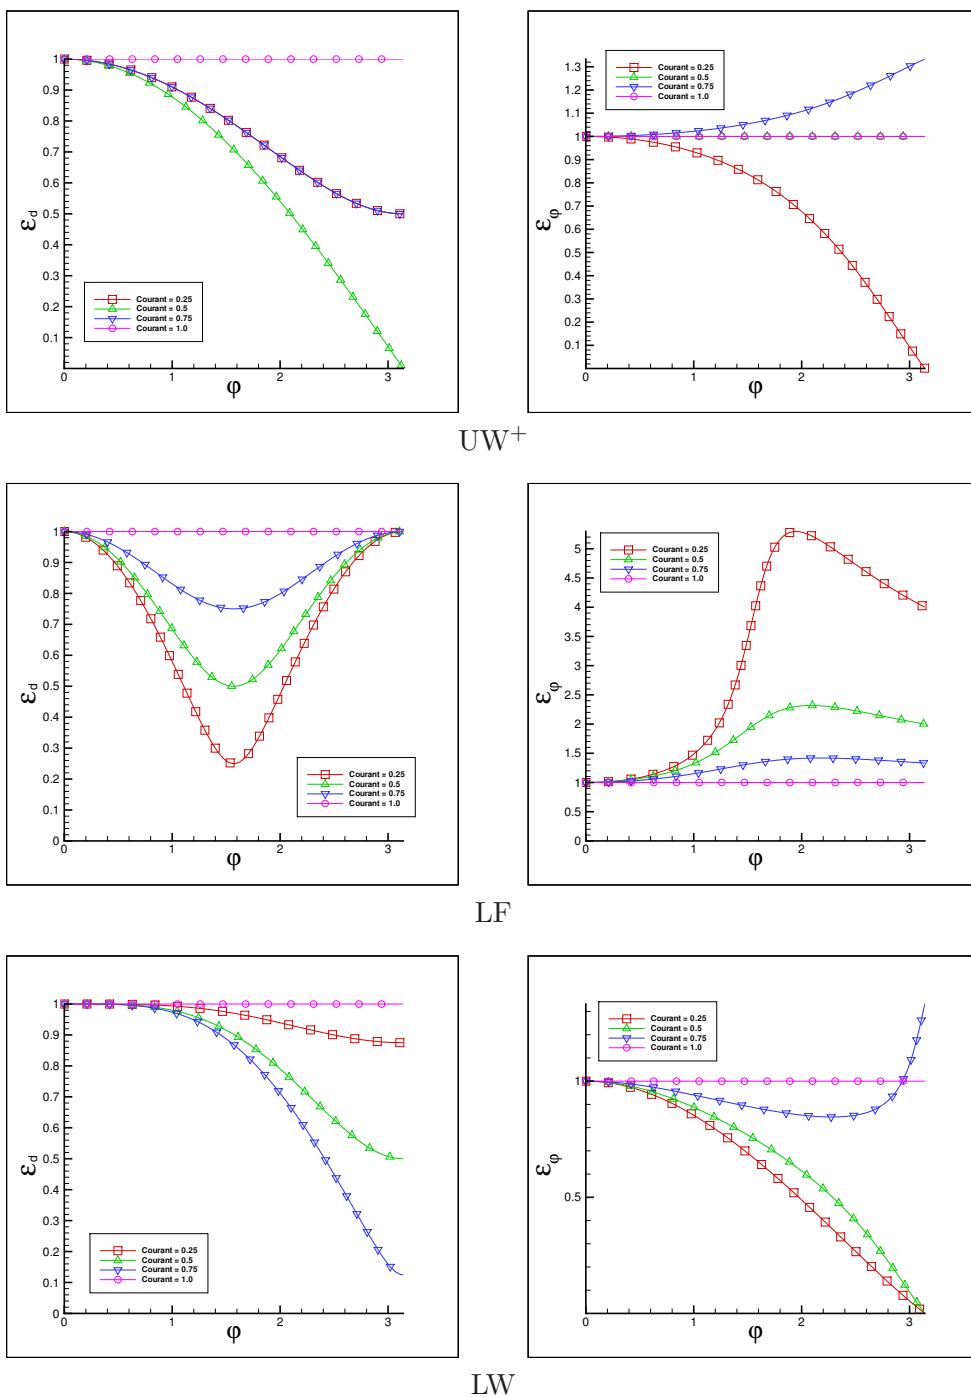 1
0.9
0.8
0.7
0.6
0.5
0.4
0.3
0.2
0.1
0
1
2
3
ε_d
φ
Courant = 0.25
Courant = 0.5
Courant = 0.75
Courant = 1.0
1.3
1.2
1.1
1
0.9
0.8
0.7
0.6
0.5
0.4
0.3
0.2
0.1
0
1
2
3
ε_φ
φ
Courant = 0.25
Courant = 0.5
Courant = 0.75
Courant = 1.0
UW⁺
1
0.9
0.8
0.7
0.6
0.5
0.4
0.3
0.2
0.1
0
0
1
2
3
ε_d
φ
Courant = 0.25
Courant = 0.5
Courant = 0.75
Courant = 1.0
5
4.5
4
3.5
3
2.5
2
1.5
1
0.5
0
0
1
2
3
ε_φ
φ
Courant = 0.25
Courant = 0.5
Courant = 0.75
Courant = 1.0
LF
1
0.9
0.8
0.7
0.6
0.5
0.4
0.3
0.2
0.1
0
0
1
2
3
ε_d
φ
Courant = 0.25
Courant = 0.5
Courant = 0.75
Courant = 1.0
1
0.5
0
1
2
3
ε_φ
φ
Courant = 0.25
Courant = 0.5
Courant = 0.75
Courant = 1.0
LW